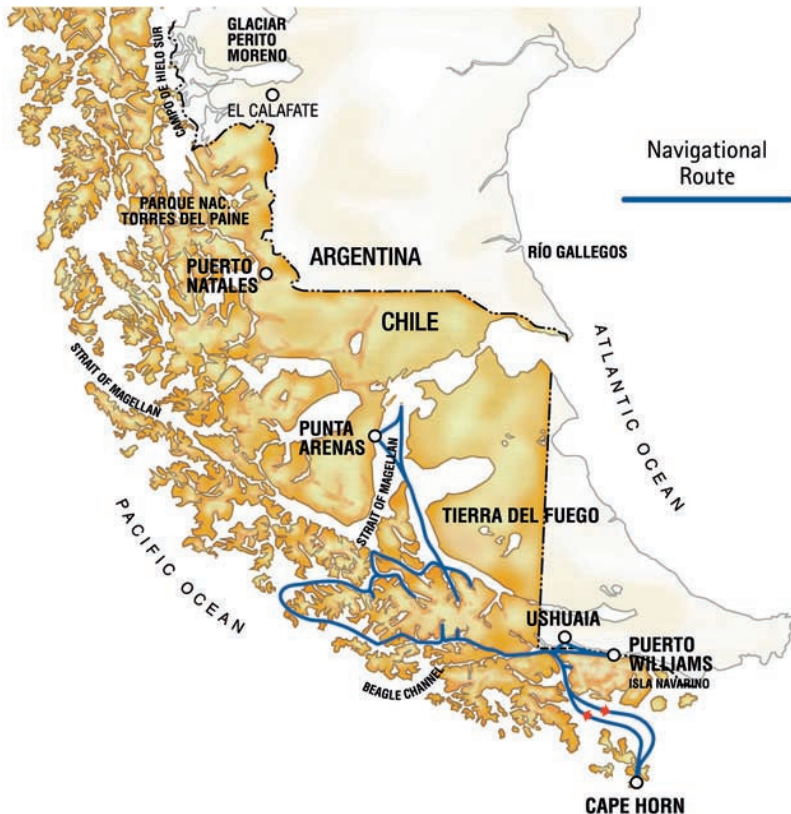 GLACIAR
PERITO
MORENO
CAMPO DE HIELO SUR
EL CALAFATE
Navigational
Route
PARQUE NAC.
TORRES DEL PAINE
ARGENTINA
RÍO GALLEGOS
PUERTO
NATALES
CHILE
ATLANTIC OCEAN
STRAIT OF MAGELLAN
PUNTA
ARENAS
STRAIT OF MAGELLAN
PACIFIC OCEAN
TIERRA DEL FUEGO
USHUAIA
PUERTO
WILLIAMS
ISLA NAVARINO
BEAGLE CHANNEL
CAPE HORN